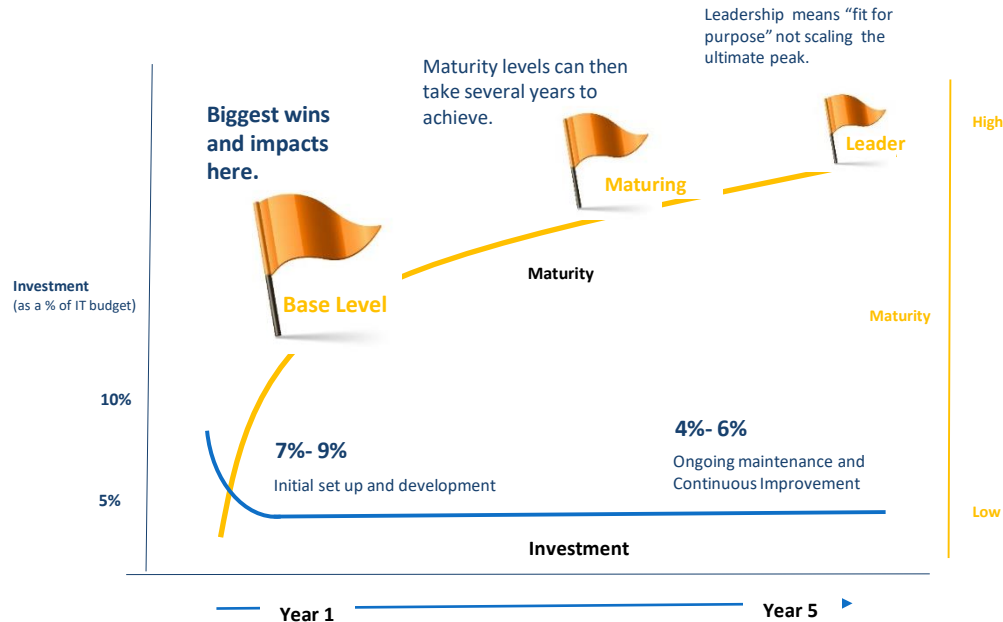 Leadership means “fit for
purpose” not scaling the
ultimate peak.
Maturity levels can then
take several years to
achieve.
Biggest wins
and impacts
here.
High
Leader
Maturing
Maturity
Investment
(as a % of IT budget)
Base Level
Maturity
10%
7%- 9%
Initial set up and development
4%- 6%
Ongoing maintenance and
Continuous Improvement
5%
Low
Investment
Year 1
Year 5